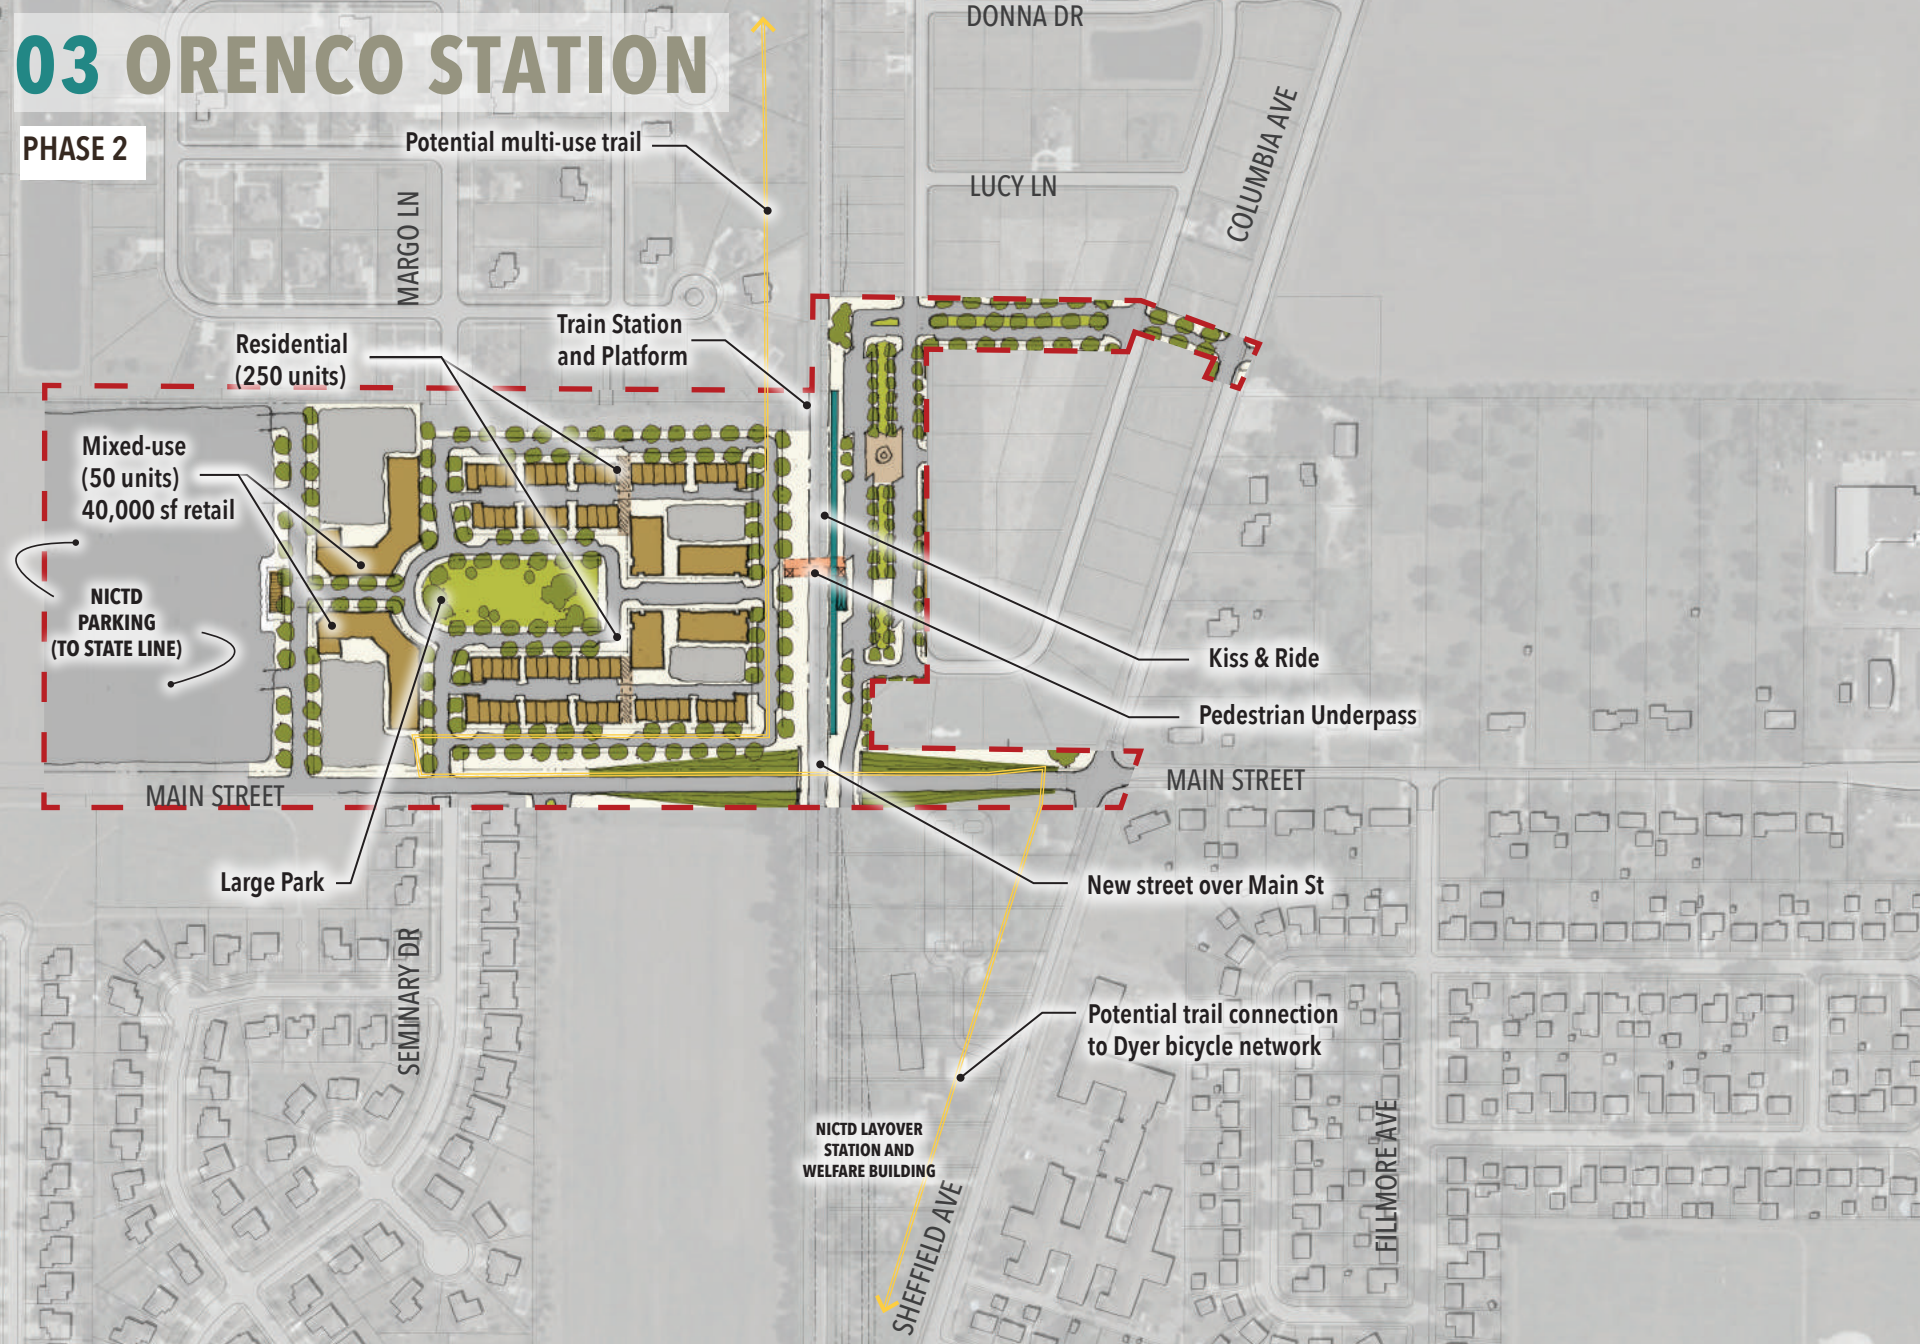 03 ORENCO STATION
PHASE 2
DONNA DR
Potential multi-use trail
LUCY LN
COLUMBIA AVE
MARGO LN
Train Station
and Platform
Residential
(250 units)
Mixed-use
(50 units)
40,000 sf retail
NICTD
PARKING
(TO STATE LINE)
Kiss & Ride
Pedestrian Underpass
MAIN STREET
MAIN STREET
Large Park
New street over Main St
SEMINARY DR
Potential trail connection
to Dyer bicycle network
NICTD LAYOVER
STATION AND
WELFARE BUILDING
SHEFFIELD AVE
FILLMORE AVE